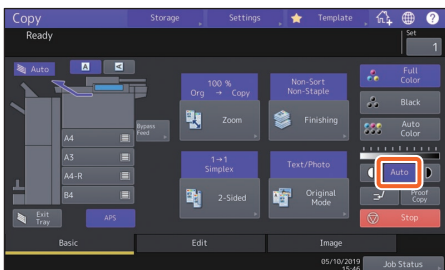 Copy
Storage
Settings
Template
?
Ready
Set
1
Auto
A
A
100 %
Org → Copy
Non-Sort
Non-Staple
Full
Color
Zoom
Finishing
Black
Bypass
Feed
Auto
Color
A4
A3
A4-R
B4
1→1
Simplex
Text/Photo
Auto
2-Sided
Original
Mode
Proof
Copy
Exit
Tray
APS
Stop
Basic
Edit
Image
05/10/2019
15:46
Job Status